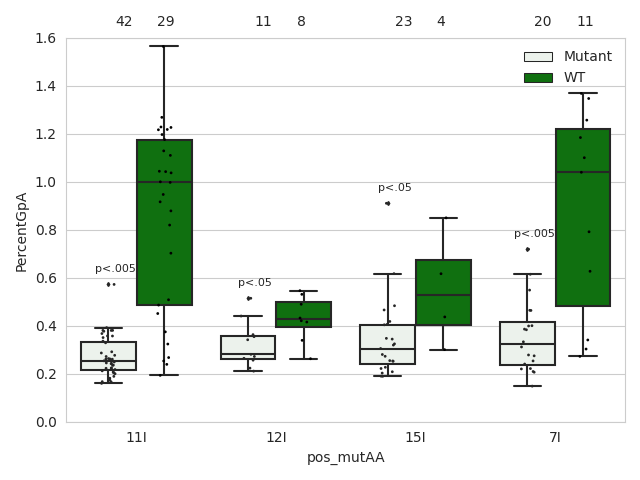 42 29 11 8 23 4 20 11
1.6
Mutant
WT
1.4
1.2
1.0
0.8
0.6
0.4
0.2
0.0
PercentGpA
p<.005
p<.05
p<.05
p<.005
11I 12I 15I 7I
pos_mutAA